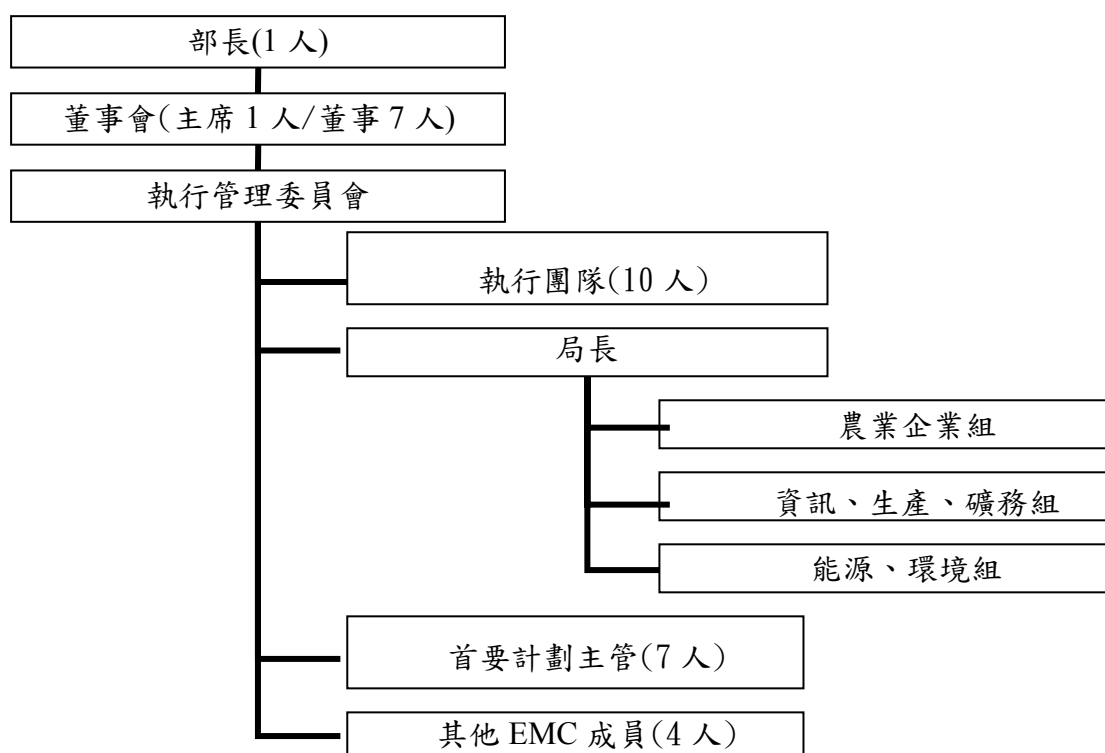 部長(1 人)
董事會(主席 1 人/董事 7 人)
執行管理委員會
執行團隊(10 人)
局長
農業企業組
資訊、生產、礦務組
能源、環境組
首要計劃主管(7 人)
其他 EMC 成員(4 人)